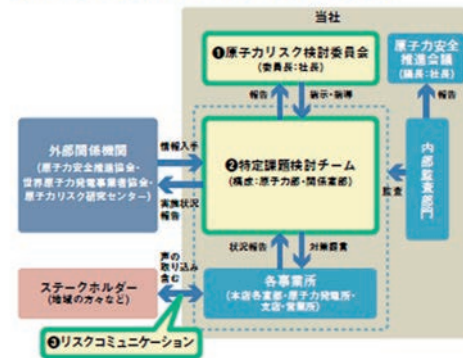 当社
❶原子力リスク検討委員会
(委員長:社長)
原子力安全
推進会議
(議長:社長)
報告
指示・指導
報告
外部関係機関
(原子力安全推進協会・
世界原子力発電事業者協会・
原子力リスク研究センター)
情報入手
実施状況
報告
❷特定課題検討チーム
(構成:原子力部・関係室部)
監査
内部監査部門
状況報告
対策提言
声の
取り込み
含む
ステークホルダー
(地域の方々など)
各事業所
(本店各室部・原子力発電所・
支店・営業所)
❸リスクコミュニケーション